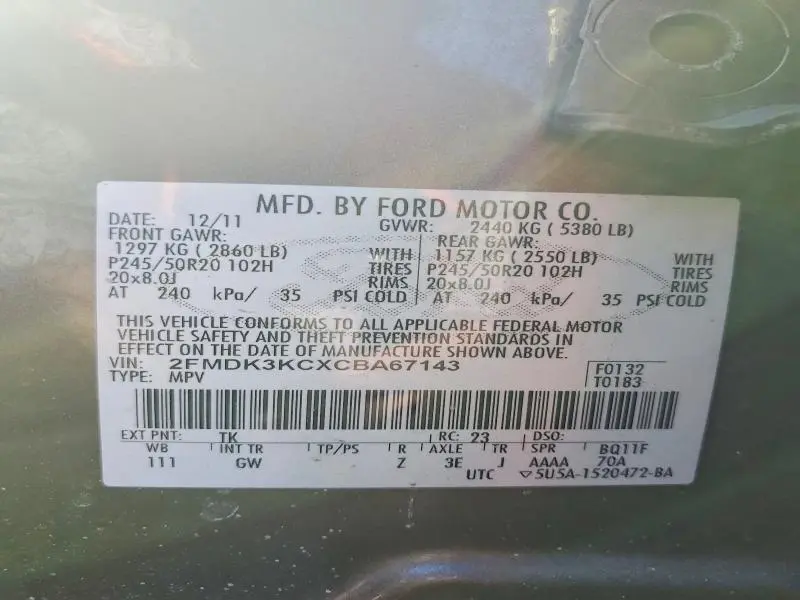 MFD. BY FORD MOTOR CO.
DATE: 12/11 GVWR: 2440 KG ( 5380 LB)
FRONT GAWR: REAR GAWR:
1297 KG ( 2860 LB) WITH 1157 KG ( 2550 LB) WITH
P245/50R20 102H TIRES P245/50R20 102H TIRES
20x8.0J RIMS 20x8.0J RIMS
AT 240 kPa/ 35 PSI COLD AT 240 kPa/ 35 PSI COLD
THIS VEHICLE CONFORMS TO ALL APPLICABLE FEDERAL MOTOR
VEHICLE SAFETY AND THEFT PREVENTION STANDARDS IN
EFFECT ON THE DATE OF MANUFACTURE SHOWN ABOVE.
VIN: 2FMDK3KCXCBA67143 F0132
TYPE: MPV T0183
EXT PNT: TK RC: 23 DSO:
WB INT TR TP/PS R AXLE TR SPR BQ11F
111 GW Z 3E J AAAA 70A
UTC ▽5U5A-1520472-BA